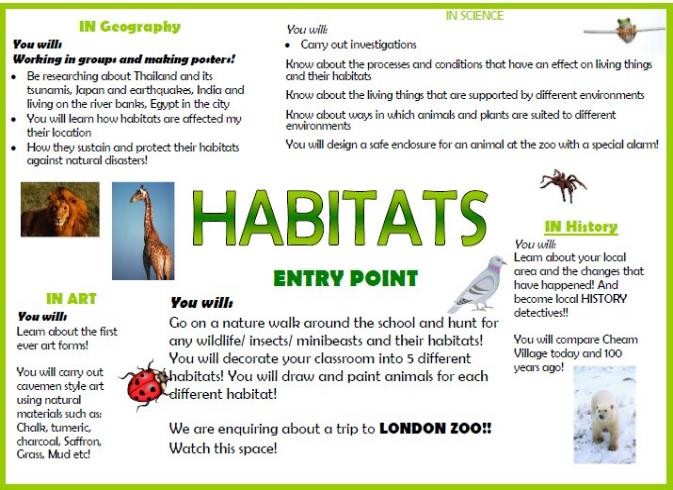 IN Geography
You will:
Working in groups and making posters!
• Be researching about Thailand and its
tsunamis, Japan and earthquakes, India and
living on the river banks, Egypt in the city
• You will learn how habitats are affected my
their location
• How they sustain and protect their habitats
against natural disasters!
IN SCIENCE
You will:
• Carry out investigations
Know about the processes and conditions that have an effect on living things
and their habitats
Know about the living things that are supported by different environments
Know about ways in which animals and plants are suited to different
environments
You will design a safe enclosure for an animal at the zoo with a special alarm!
HABITATS
ENTRY POINT
You will:
Go on a nature walk around the school and hunt for
any wildlife/ insects/ minibeasts and their habitats!
You will decorate your classroom into 5 different
habitats! You will draw and paint animals for each
different habitat!
We are enquiring about a trip to LONDON ZOO!!
Watch this space!
IN ART
You will:
Learn about the first
ever art forms!
You will carry out
cavemen style art
using natural
materials such as:
Chalk, tumeric,
charcoal, Saffron,
Grass, Mud etc!
IN History
You will:
Learn about your local
area and the changes that
have happened! And
become local HISTORY
detectives!!
You will compare Cheam
Village today and 100
years ago!